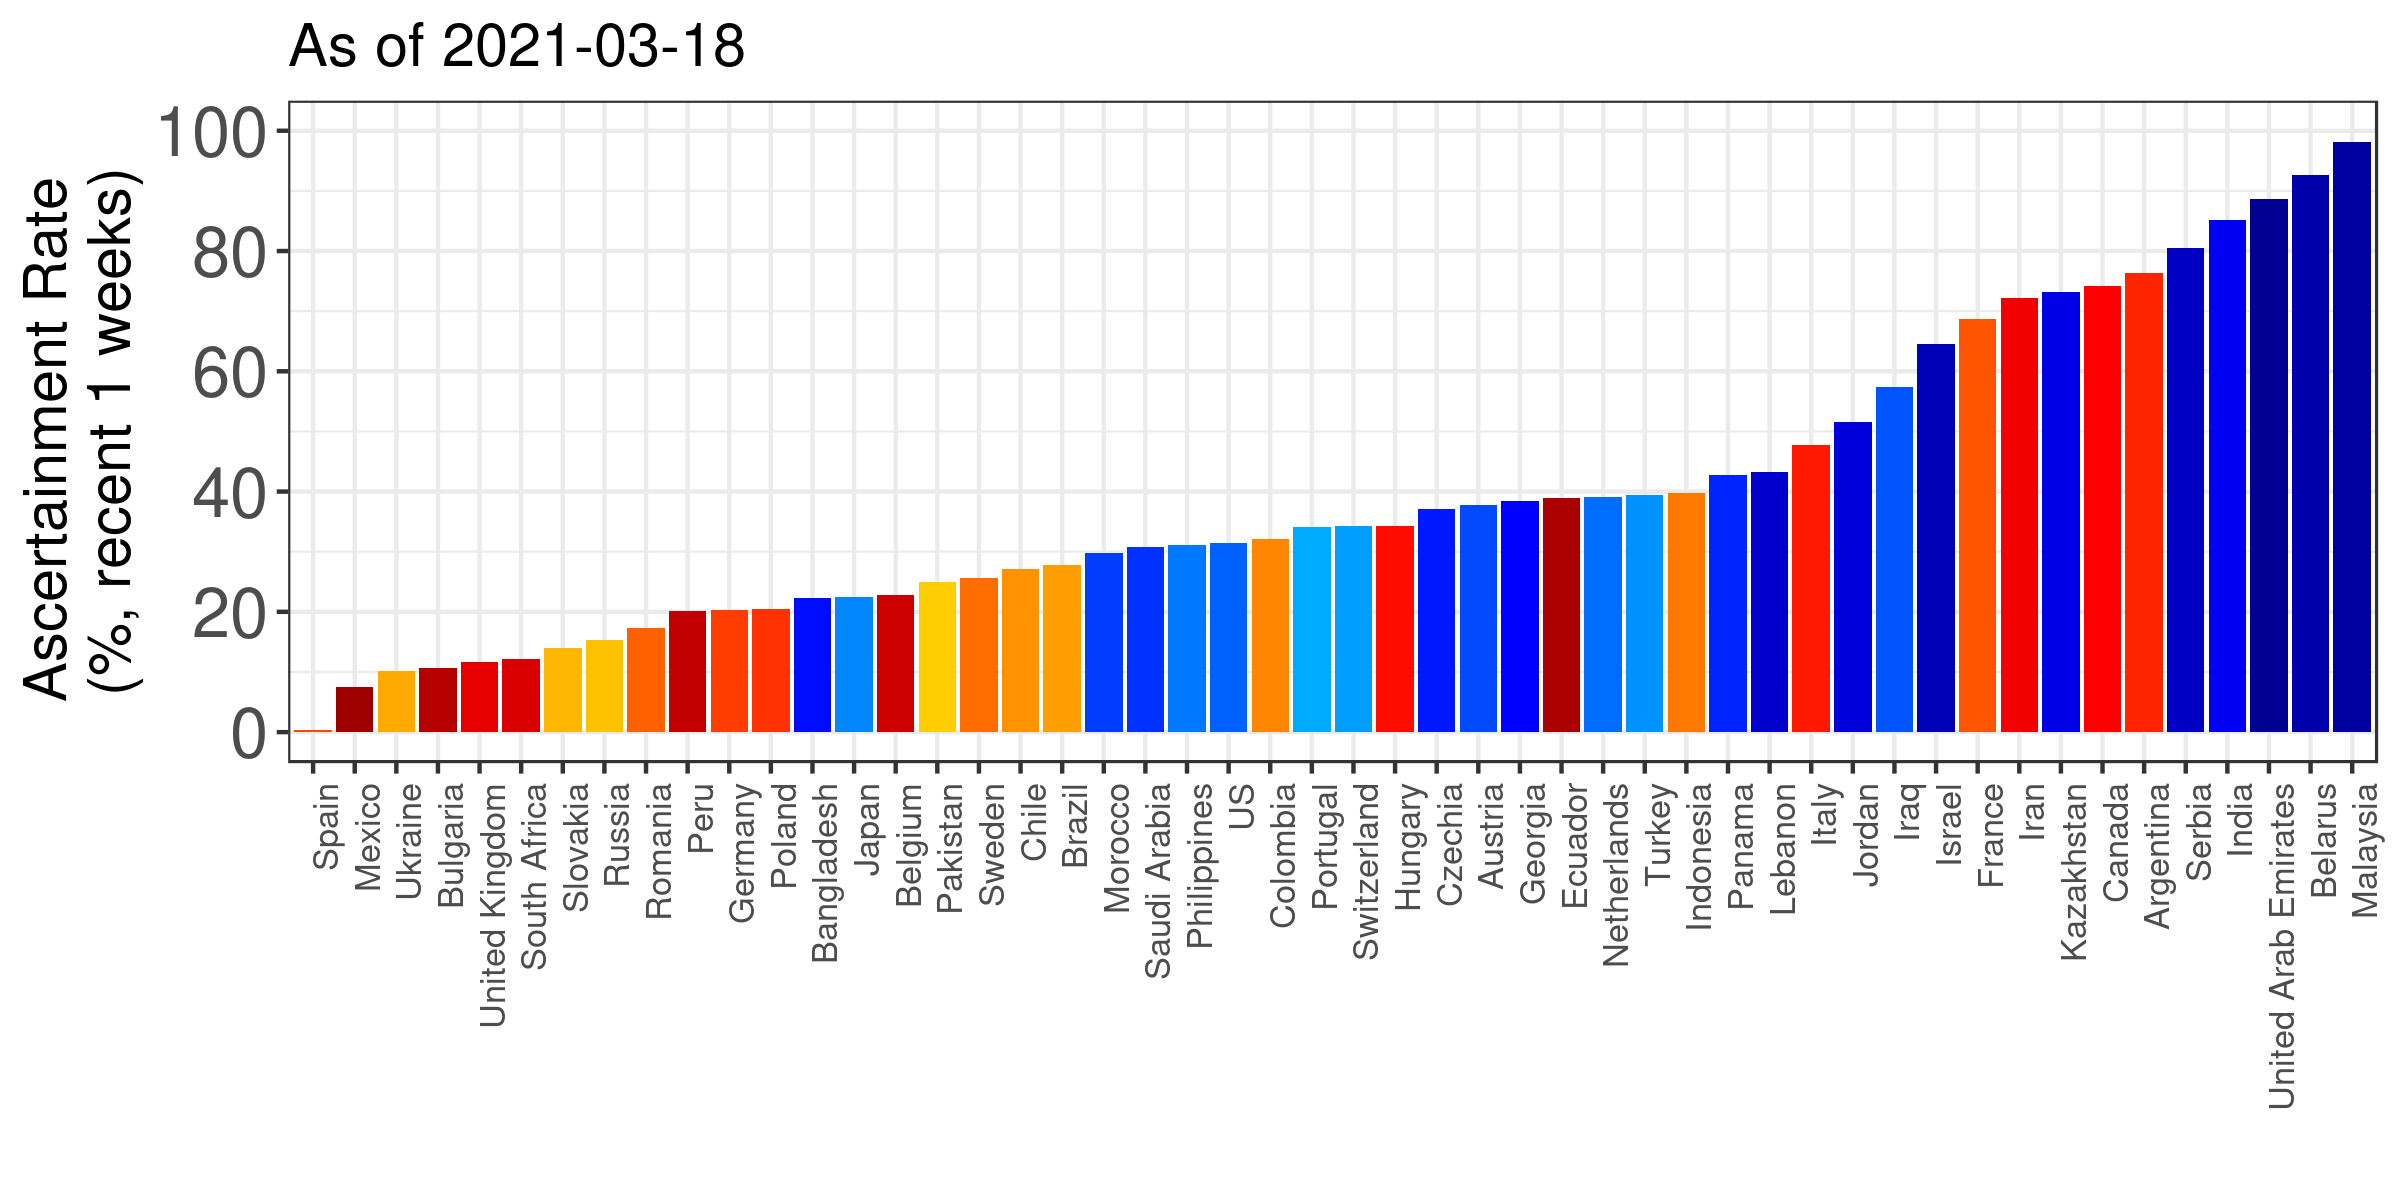 As of 2021-03-18
Ascertainment Rate
(%, recent 1 weeks)
100
80
60
40
20
0
Spain
Mexico
Ukraine
Bulgaria
United Kingdom
South Africa
Slovakia
Russia
Romania
Peru
Germany
Poland
Bangladesh
Japan
Belgium
Pakistan
Sweden
Chile
Brazil
Morocco
Saudi Arabia
Philippines
US
Colombia
Portugal
Switzerland
Hungary
Czechia
Austria
Georgia
Ecuador
Netherlands
Turkey
Indonesia
Panama
Lebanon
Italy
Jordan
Iraq
Israel
France
Iran
Kazakhstan
Canada
Argentina
Serbia
India
United Arab Emirates
Belarus
Malaysia